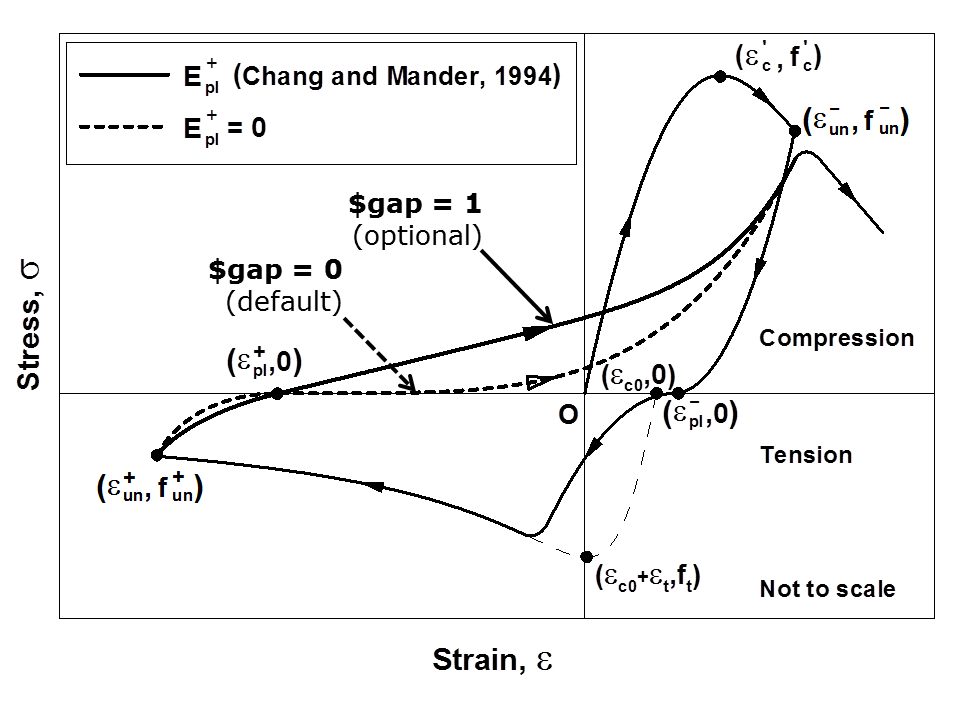 E⁺pl (Chang and Mander, 1994)
E⁺pl = 0
(ε'c, f'c)
(ε⁻un, f⁻un)
$gap = 1
(optional)
$gap = 0
(default)
(ε⁺pl,0)
Compression
(εc0,0)
O
(ε⁻pl,0)
Tension
(ε⁺un, f⁺un)
(εc0+εt,ft)
Not to scale
Stress, σ
Strain, ε